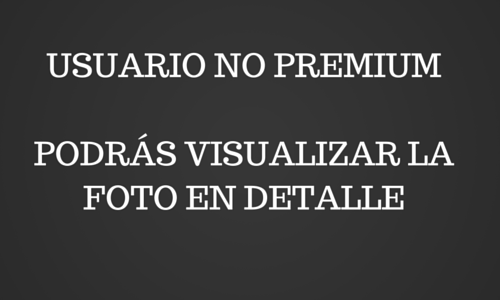 USUARIO NO PREMIUM
PODRÁS VISUALIZAR LA
FOTO EN DETALLE